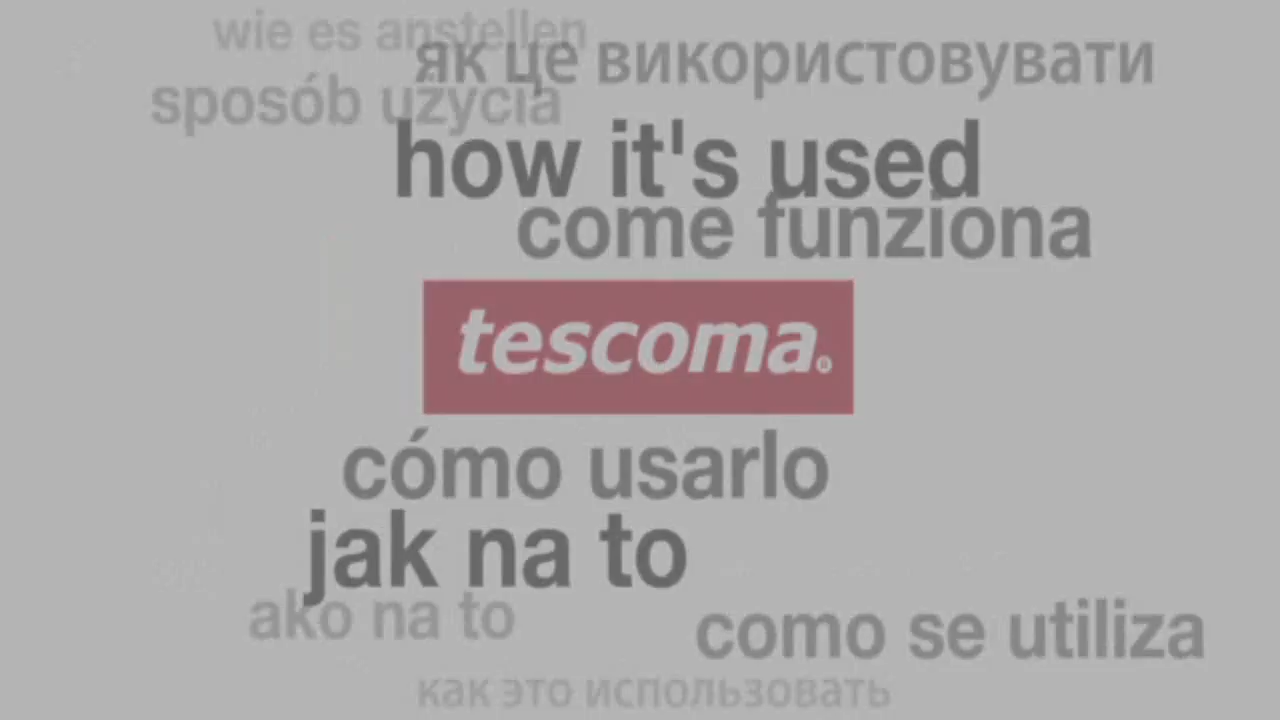 wie es anstellen
як це використовувати
sposób użycia
how it's used
come funziona
tescoma.®
cómo usarlo
jak na to
ako na to
como se utiliza
как это использовать